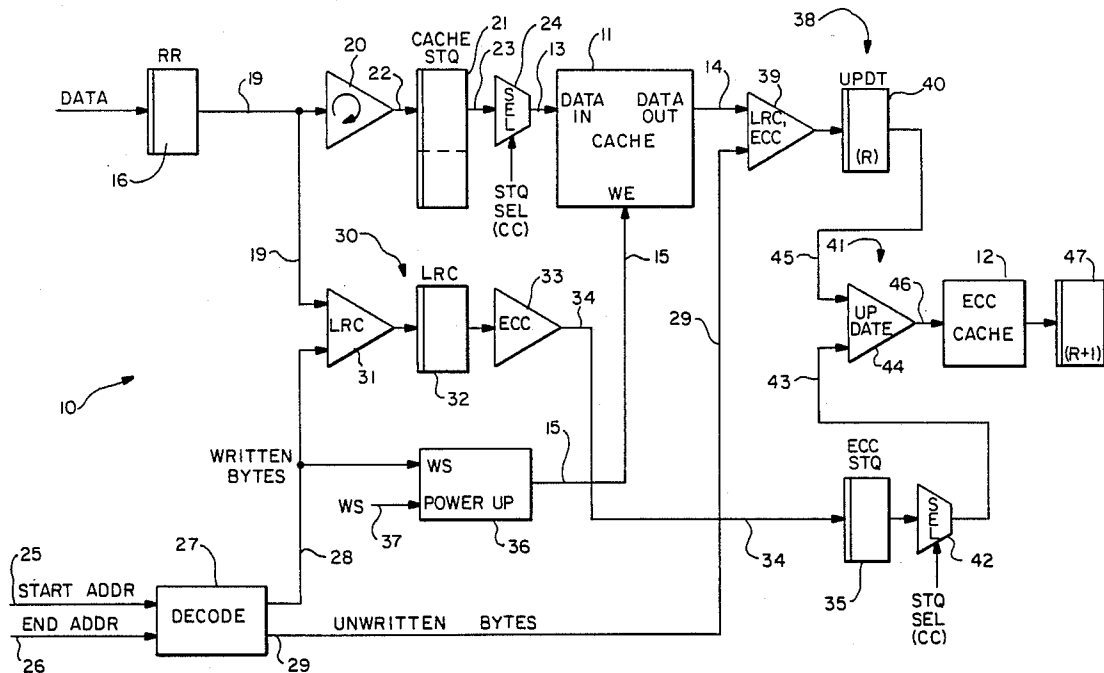 38
RR
DATA
16
19
20
22
CACHE
STQ
21
23
24
SEL
13
STQ
SEL
(CC)
11
DATA
IN
DATA
OUT
CACHE
WE
14
39
LRC,
ECC
UPDT
40
(R)
19
30
LRC
31
LRC
32
33
ECC
34
15
29
45
41
UP
DATE
44
46
12
ECC
CACHE
47
(R+1)
43
10
WRITTEN
BYTES
WS
POWER UP
WS
37
36
15
28
34
ECC
STQ
35
SEL
42
STQ
SEL
(CC)
25
START ADDR
END ADDR
26
27
DECODE
29
UNWRITTEN BYTES